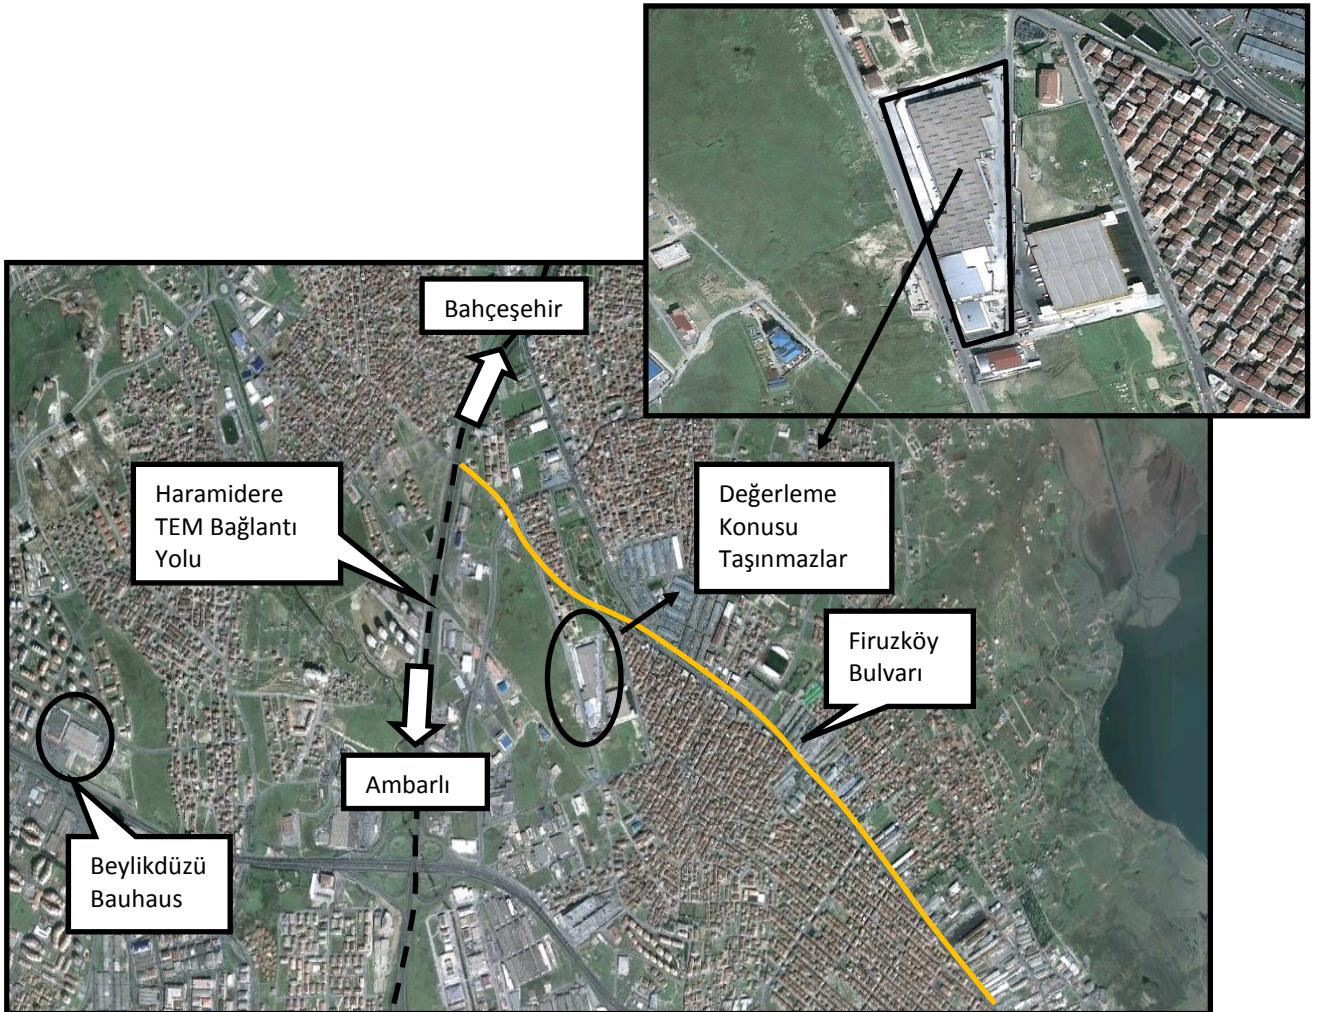 Bahçeşehir
Haramidere
TEM Bağlantı
Yolu
Değerleme
Konusu
Taşınmazlar
Firuzköy
Bulvarı
Ambarlı
Beylikdüzü
Bauhaus